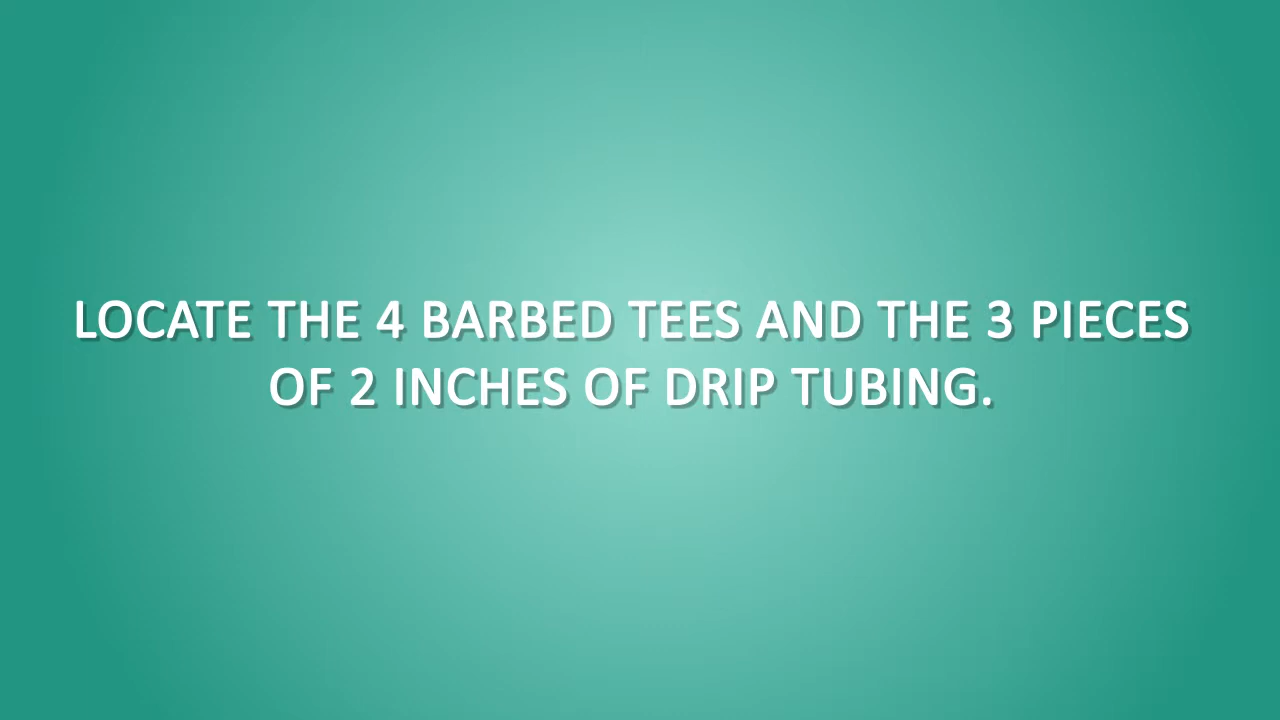 LOCATE THE 4 BARBED TEES AND THE 3 PIECES
OF 2 INCHES OF DRIP TUBING.